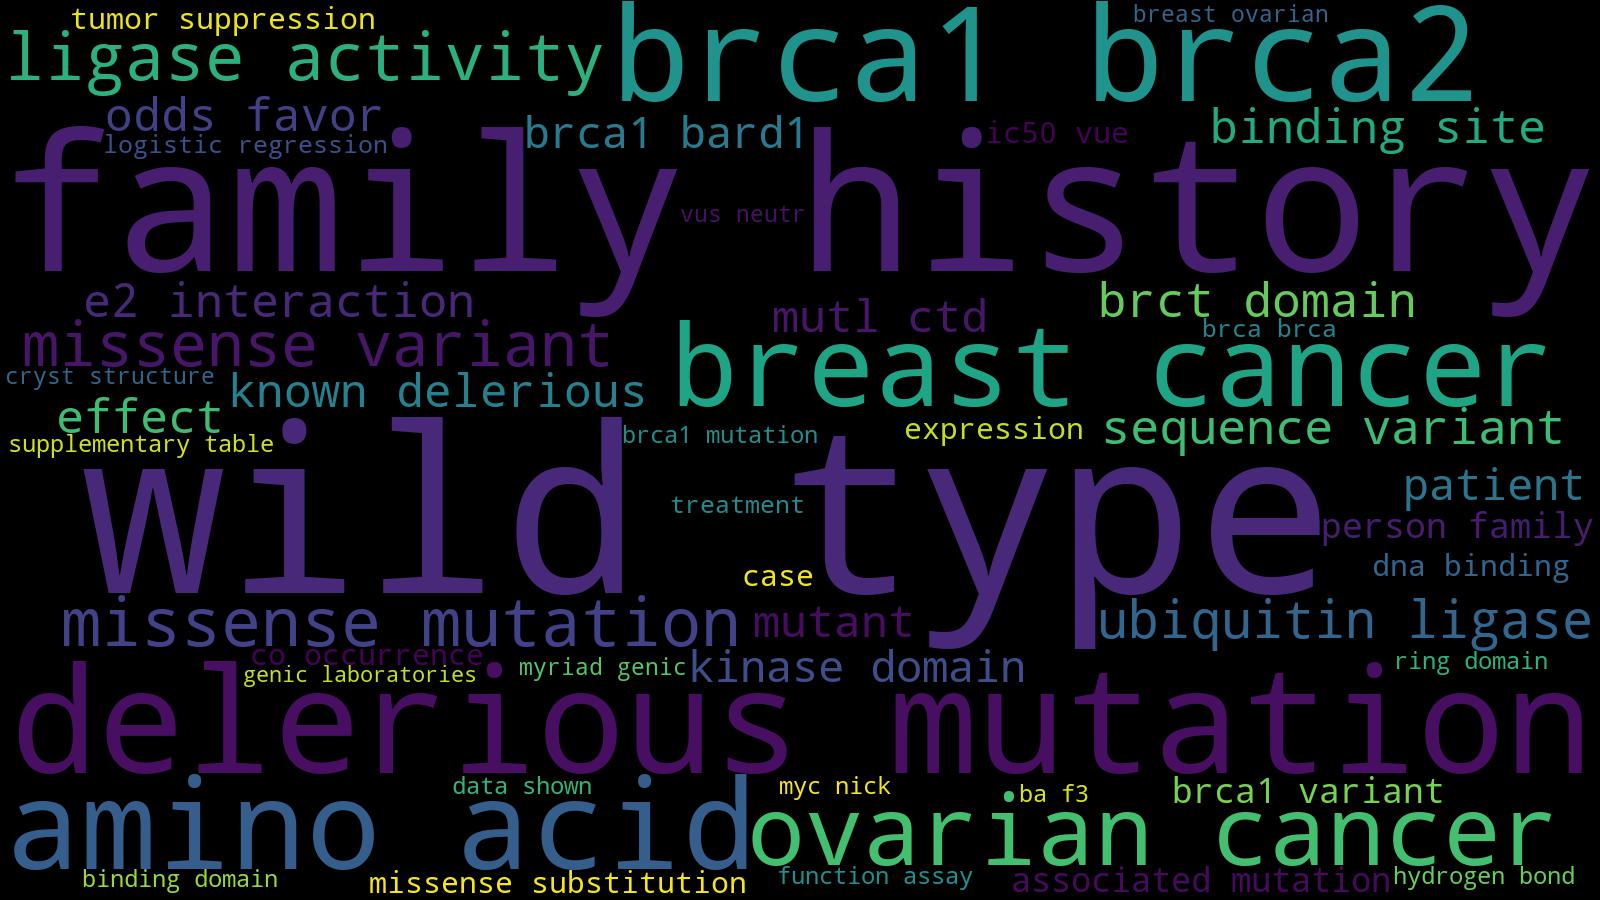 tumor suppression
breast ovarian
ligase activity
brca1 brca2
odds favor
logistic regression
brca1 bard1
ic50 vue
binding site
family history
vus neutr
e2 interaction
mutl ctd
brct domain
brca brca
missense variant
breast cancer
cryst structure
known delerious
effect
supplementary table
brca1 mutation
expression
sequence variant
wild type
treatment
patient
person family
case
dna binding
missense mutation
mutant
ubiquitin ligase
co occurrence
genic laboratories
myriad genic
kinase domain
ring domain
delerious mutation
data shown
myc nick
ba f3
brca1 variant
amino acid
ovarian cancer
binding domain
missense substitution
function assay
associated mutation
hydrogen bond